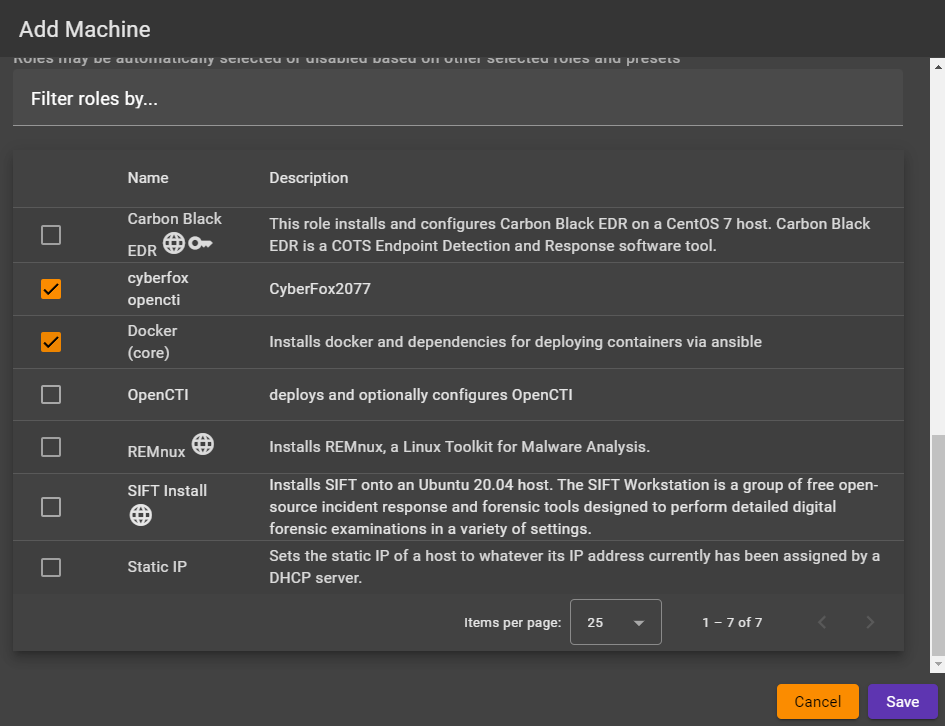 Add Machine
Roles may be automatically selected or disabled based on other selected roles and presets
Filter roles by...
Name Description
Carbon Black
EDR
This role installs and configures Carbon Black EDR on a CentOS 7 host. Carbon Black
EDR is a COTS Endpoint Detection and Response software tool.
cyberfox
opencti
CyberFox2077
Docker
(core)
Installs docker and dependencies for deploying containers via ansible
OpenCTI deploys and optionally configures OpenCTI
REMnux Installs REMnux, a Linux Toolkit for Malware Analysis.
SIFT Install
Installs SIFT onto an Ubuntu 20.04 host. The SIFT Workstation is a group of free open-
source incident response and forensic tools designed to perform detailed digital
forensic examinations in a variety of settings.
Static IP
Sets the static IP of a host to whatever its IP address currently has been assigned by a
DHCP server.
Items per page: 25 1 – 7 of 7
Cancel Save